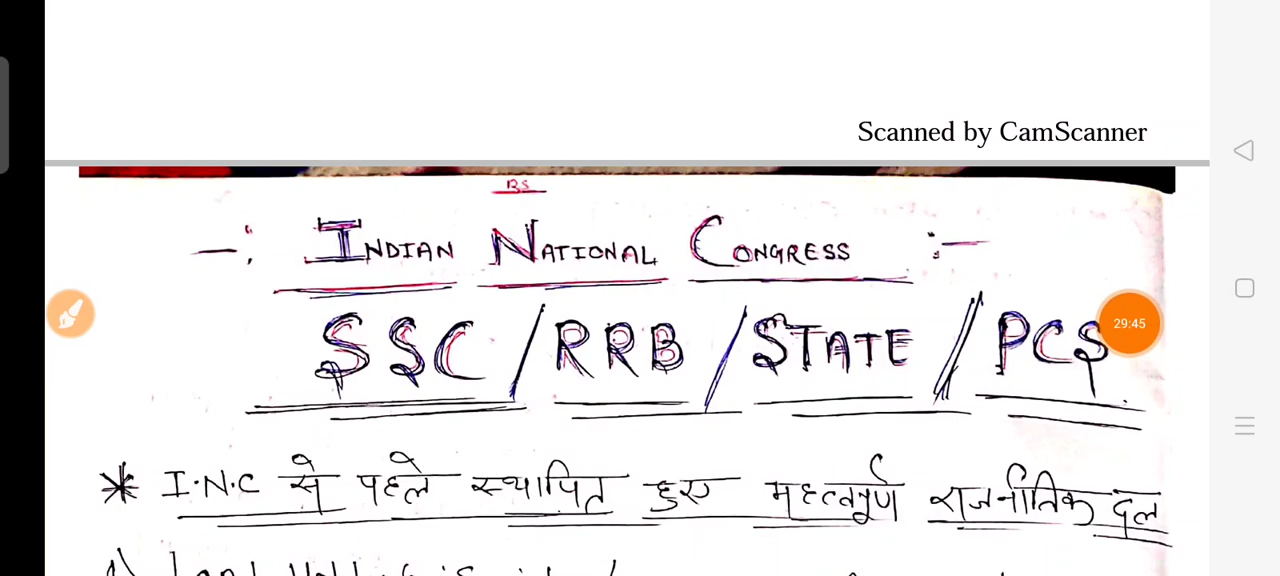 Scanned by CamScanner
BS
—: INDIAN NATIONAL CONGRESS :—
SSC / RRB / STATE / PCS
29:45
* I.N.C से पहले स्थापित हुए महत्वपूर्ण राजनीतिक दल